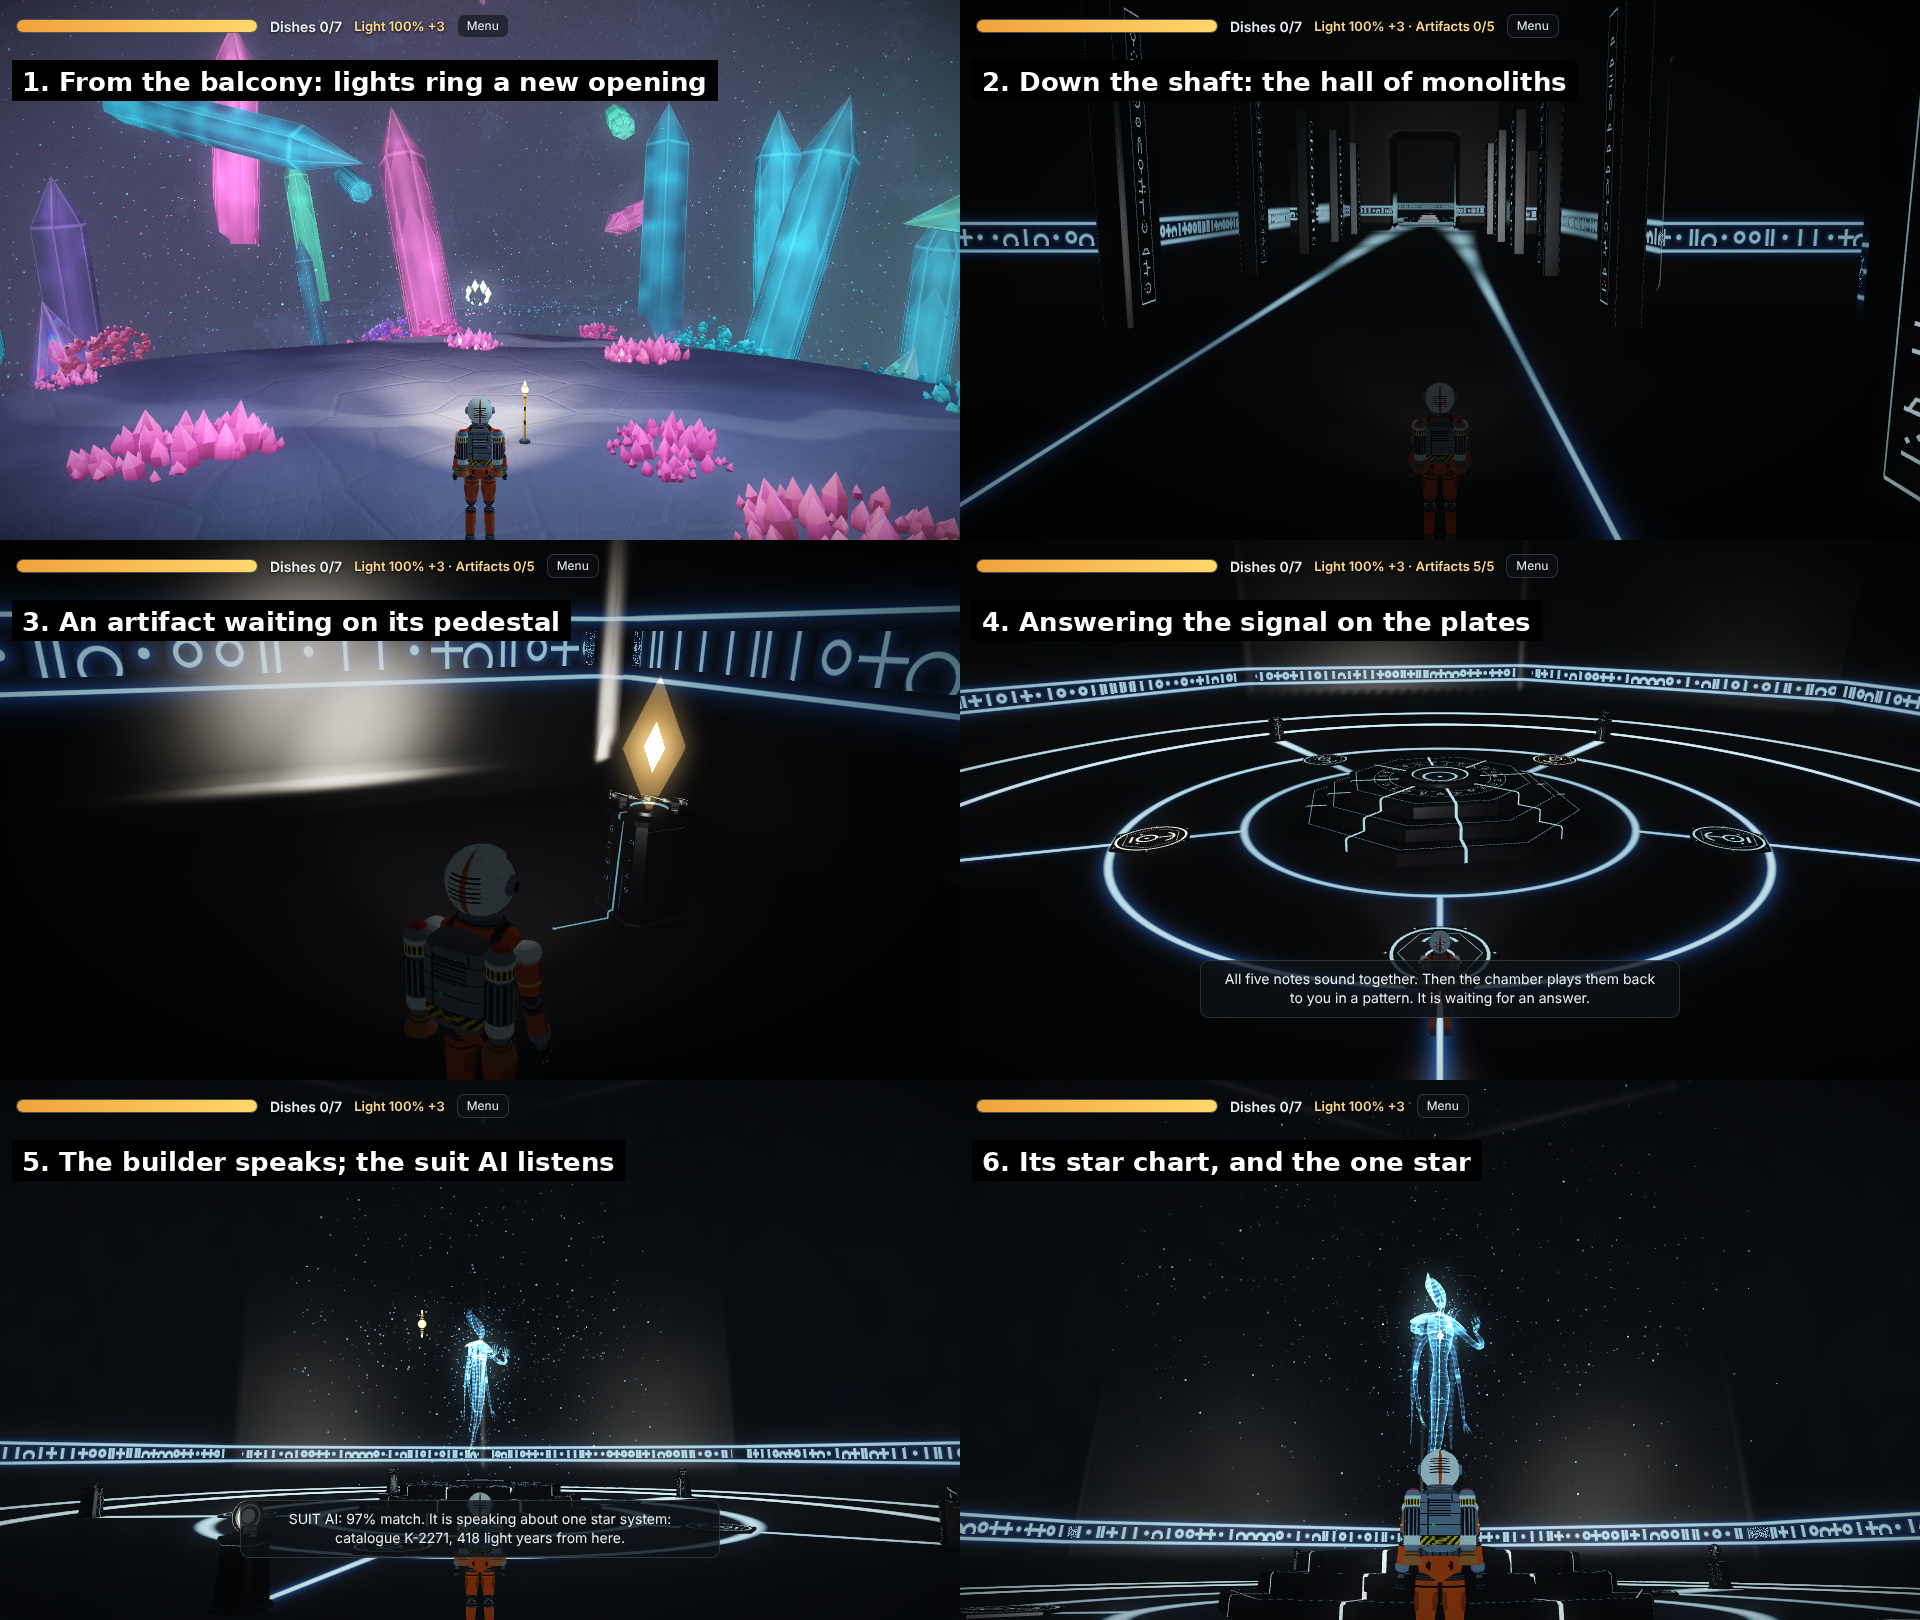 Dishes 0/7 Light 100% +3 Menu
1. From the balcony: lights ring a new opening
Dishes 0/7 Light 100% +3 · Artifacts 0/5 Menu
2. Down the shaft: the hall of monoliths
Dishes 0/7 Light 100% +3 · Artifacts 0/5 Menu
3. An artifact waiting on its pedestal
Dishes 0/7 Light 100% +3 · Artifacts 5/5 Menu
4. Answering the signal on the plates
All five notes sound together. Then the chamber plays them back
to you in a pattern. It is waiting for an answer.
Dishes 0/7 Light 100% +3 Menu
5. The builder speaks; the suit AI listens
SUIT AI: 97% match. It is speaking about one star system:
catalogue K-2271, 418 light years from here.
Dishes 0/7 Light 100% +3 Menu
6. Its star chart, and the one star